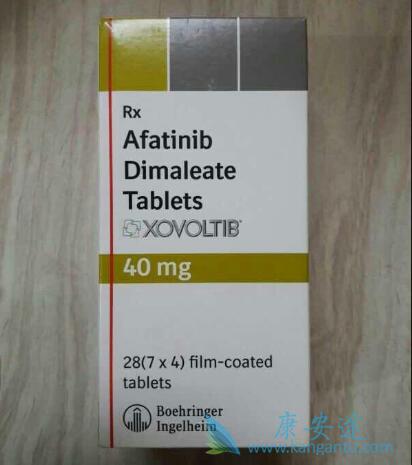 Rx
Afatinib
Dimaleate
Tablets
XOVOLTIB®
40 mg
28(7 x 4) film-coated
tablets
Boehringer
Ingelheim
康安途
www.kangantu.com